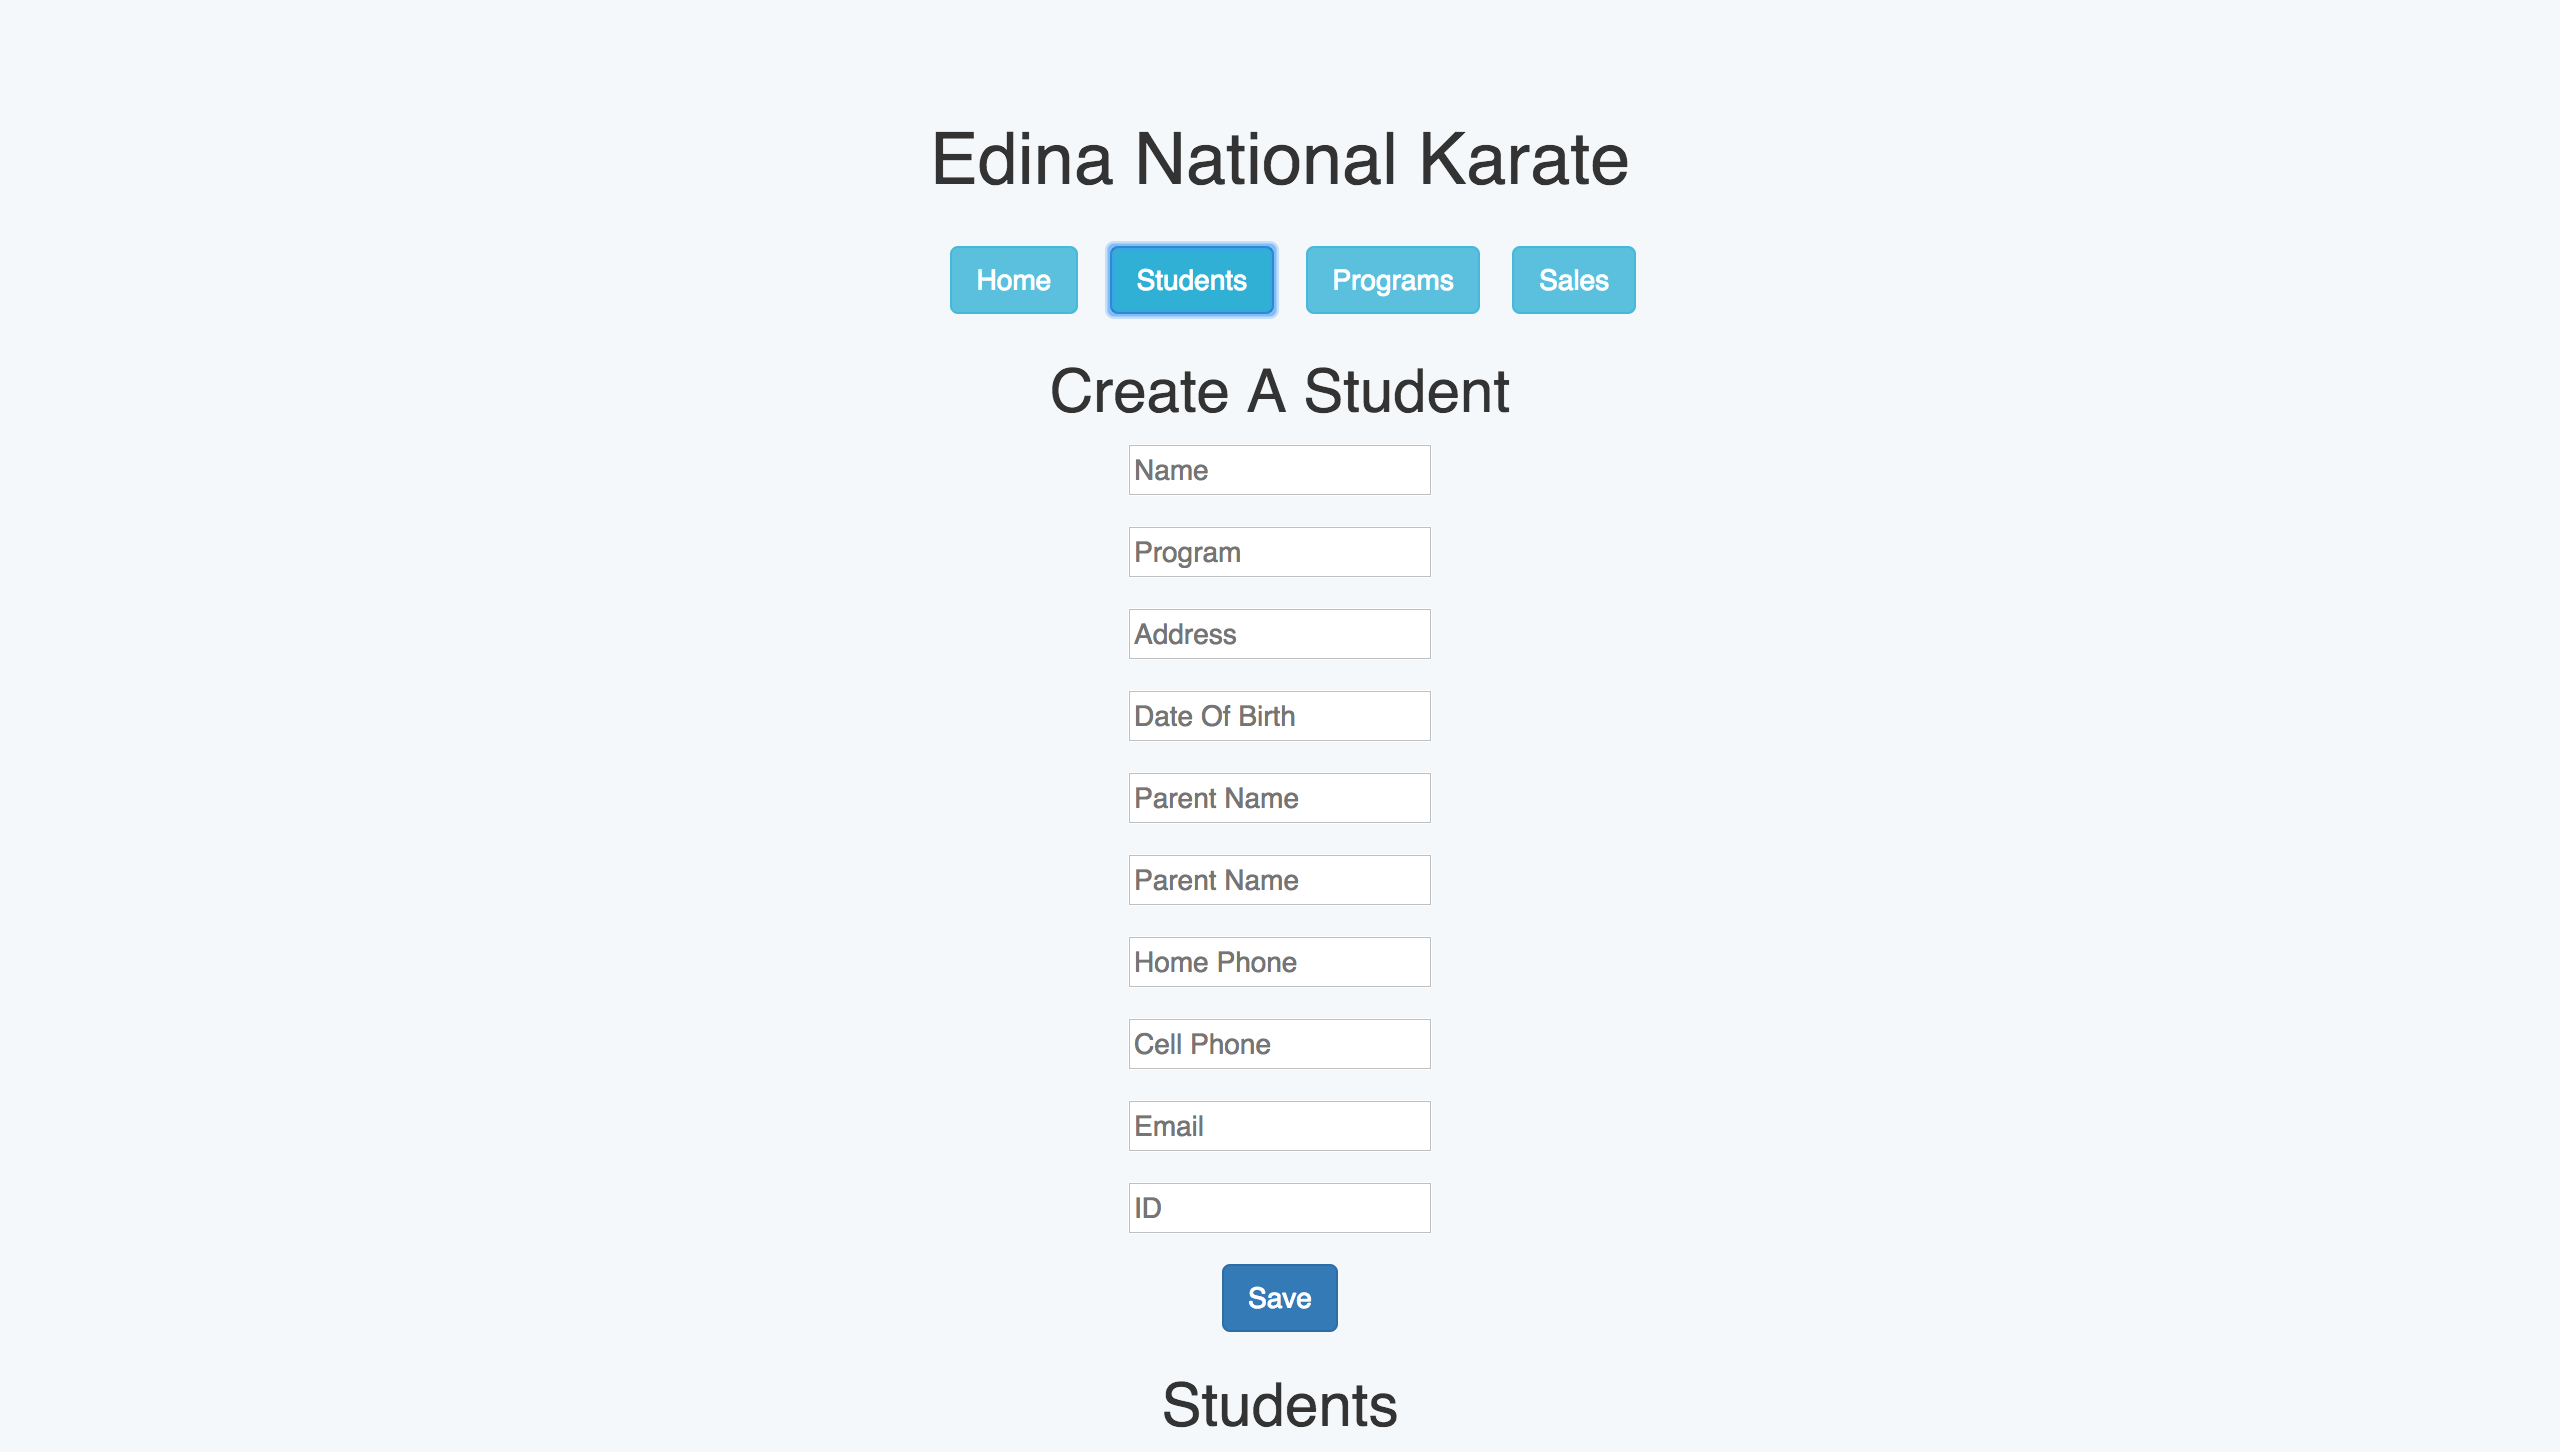 Edina National Karate
Home Students Programs Sales
Create A Student
Name
Program
Address
Date Of Birth
Parent Name
Parent Name
Home Phone
Cell Phone
Email
ID
Save
Students